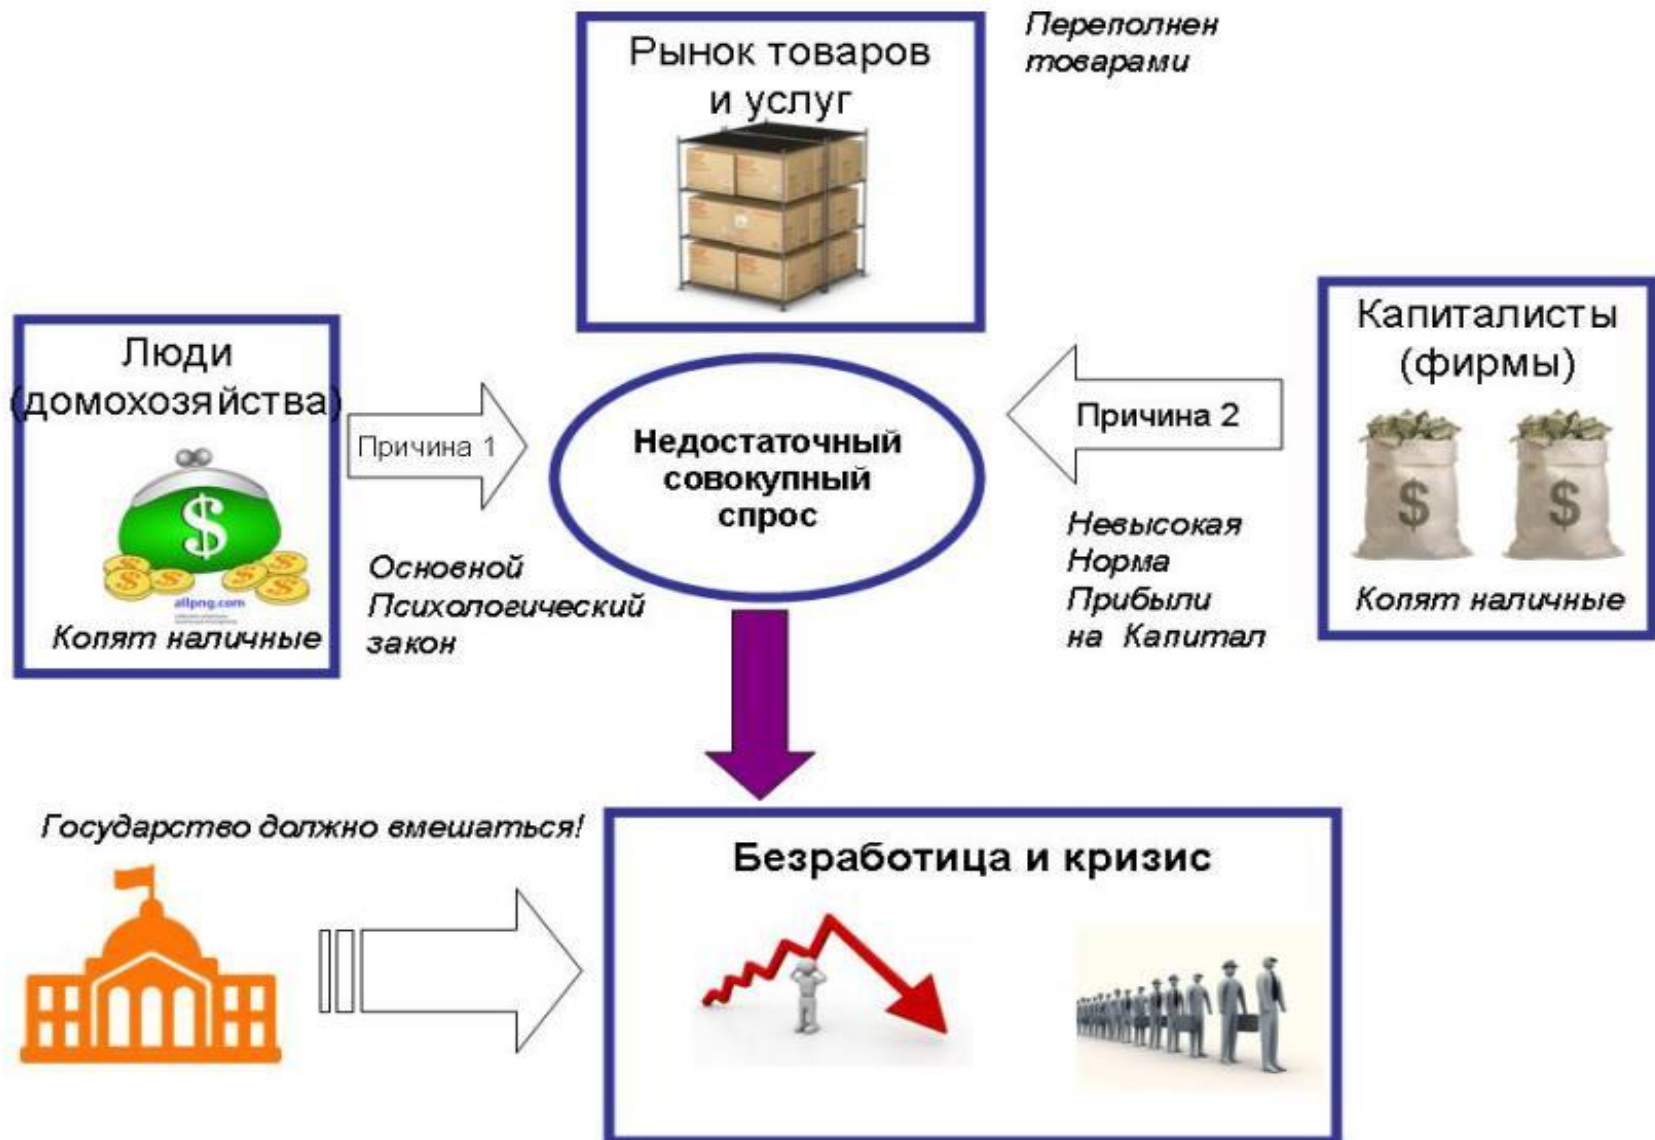 Рынок товаров
и услуг
Переполнен
товарами
Люди
(домохозяйства)
$
allpng.com
Копят наличные
Причина 1
Основной
Психологический
закон
Недостаточный
совокупный
спрос
Причина 2
Невысокая
Норма
Прибыли
на Капитал
Капиталисты
(фирмы)
$ $
Копят наличные
Государство должно вмешаться!
Безработица и кризис